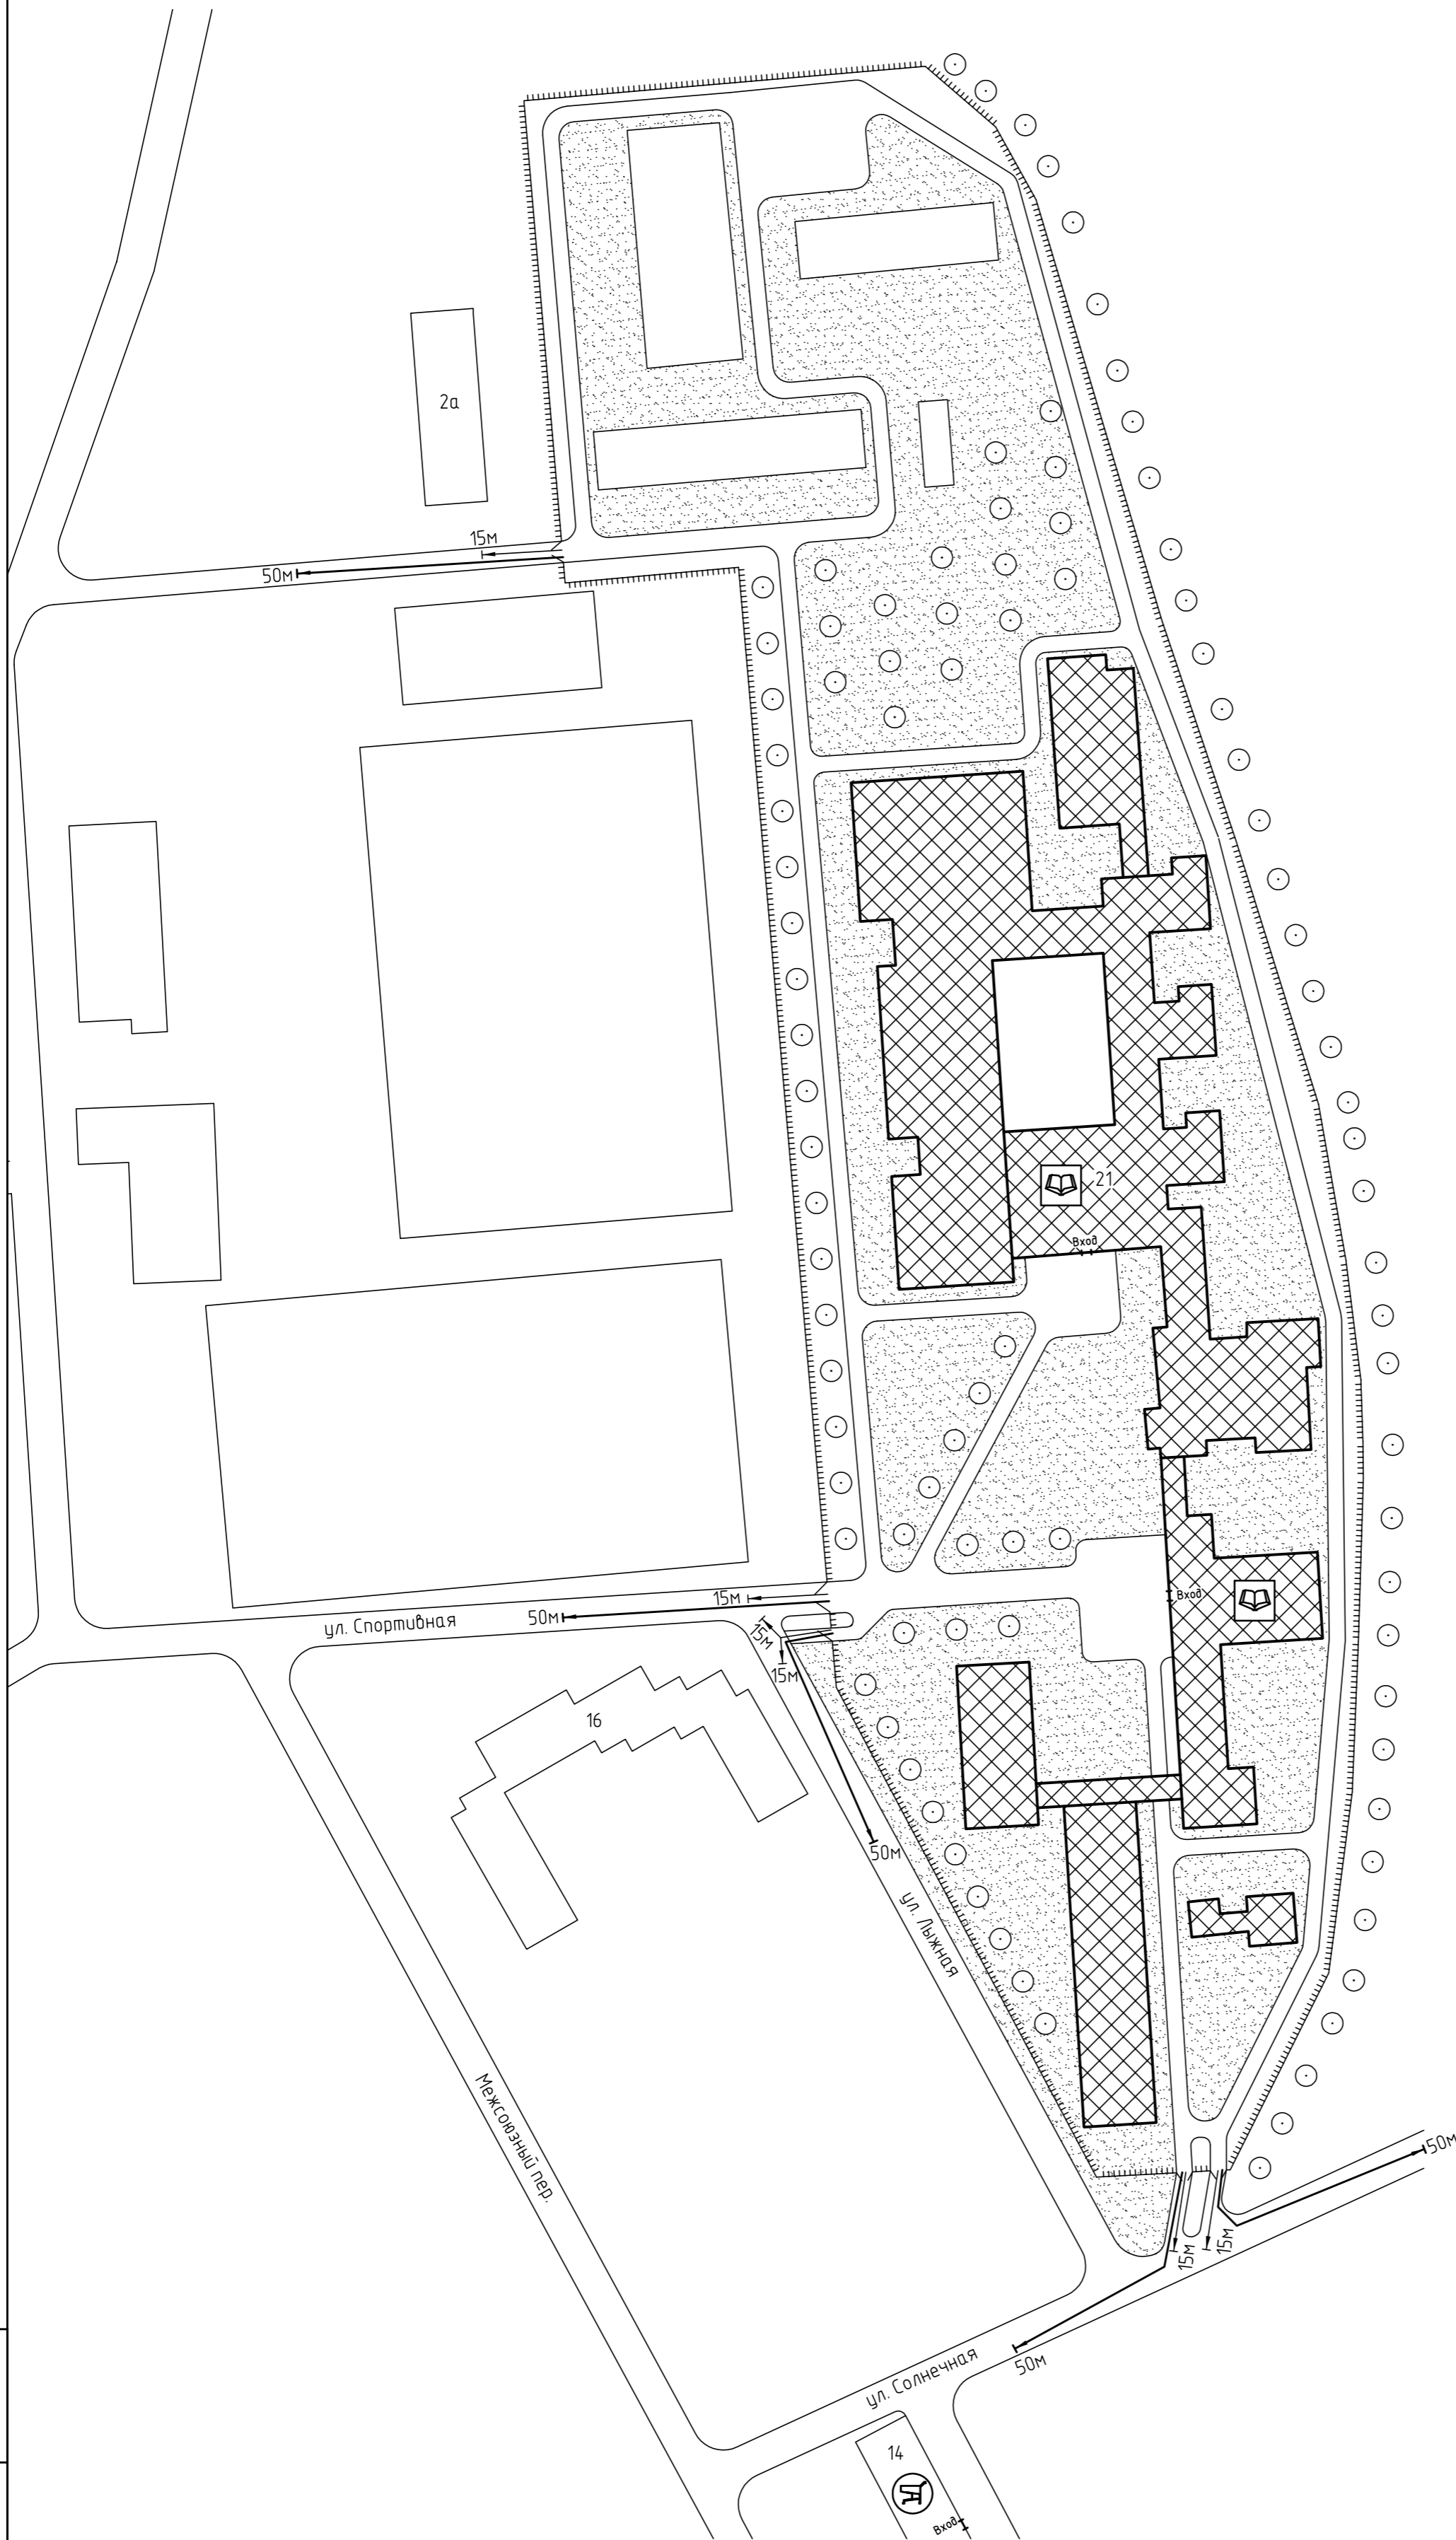 2а
15м
50м
21
Вход
15м
50м
ул. Спортивная
Вход
15м
15м
16
50м
ул. Лыжная
Межсоюзный пер.
50м
15м
15м
50м
ул. Солнечная
14
Вход